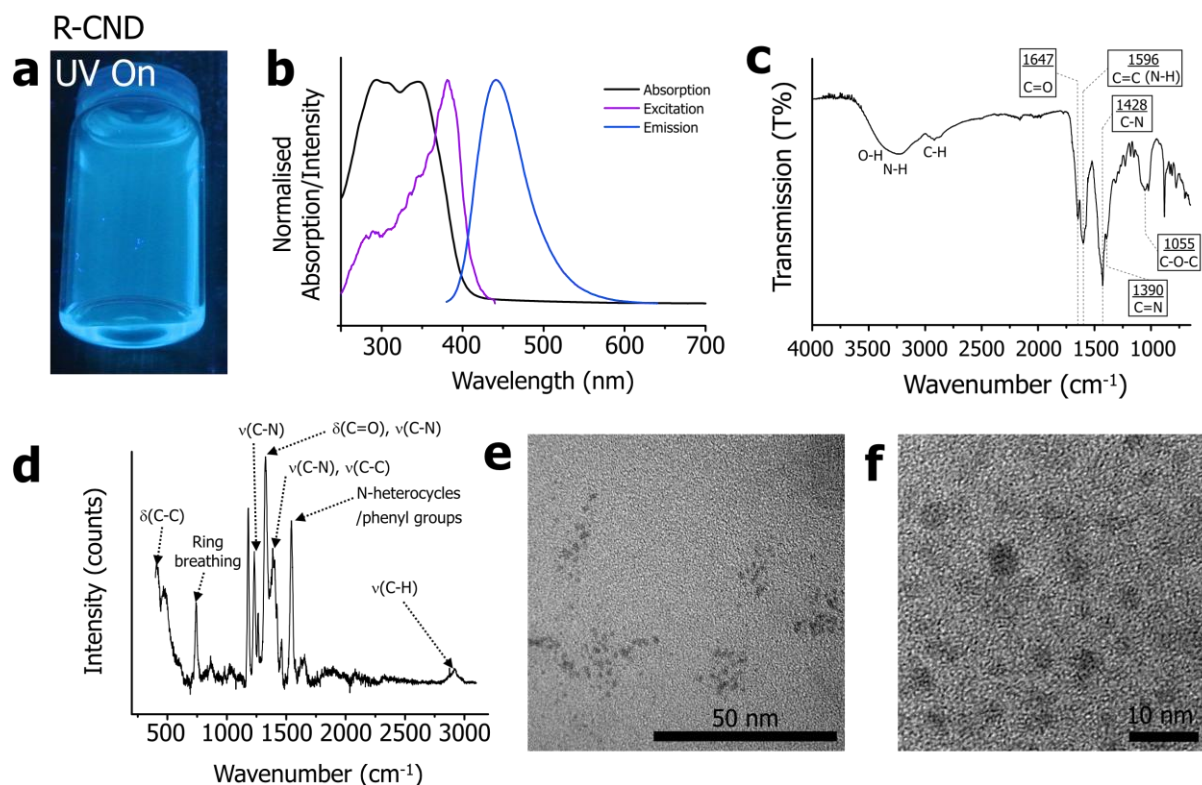 R-CND
a
UV On
b
Normalised
Absorption/Intensity
Absorption
Excitation
Emission
300 400 500 600 700
Wavelength (nm)
c
Transmission (T%)
1647
C=O
1596
C=C (N-H)
1428
C-N
O-H
N-H
C-H
1055
C-O-C
1390
C=N
4000 3500 3000 2500 2000 1500 1000
Wavenumber (cm⁻¹)
d
Intensity (counts)
δ(C-C)
Ring
breathing
ν(C-N)
δ(C=O), ν(C-N)
ν(C-N), ν(C-C)
N-heterocycles
/phenyl groups
ν(C-H)
500 1000 1500 2000 2500 3000
Wavenumber (cm⁻¹)
e
50 nm
f
10 nm